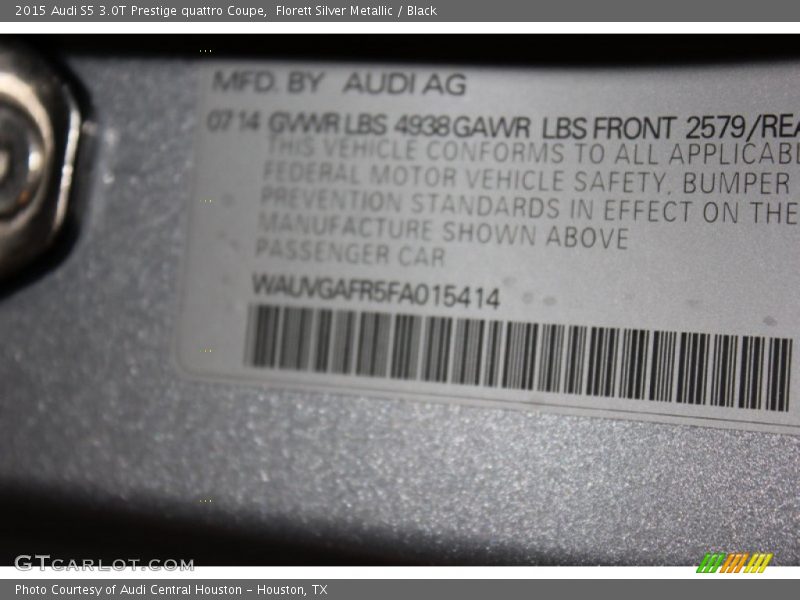 2015 Audi S5 3.0T Prestige quattro Coupe,  Florett Silver Metallic / Black
MFD. BY AUDI AG
0714 GVWR LBS 4938 GAWR LBS FRONT 2579/REA
THIS VEHICLE CONFORMS TO ALL APPLICABL
FEDERAL MOTOR VEHICLE SAFETY, BUMPER
PREVENTION STANDARDS IN EFFECT ON THE
MANUFACTURE SHOWN ABOVE
PASSENGER CAR
WAUVGAFR5FA015414
GTCARLOT.COM
Photo Courtesy of Audi Central Houston - Houston, TX